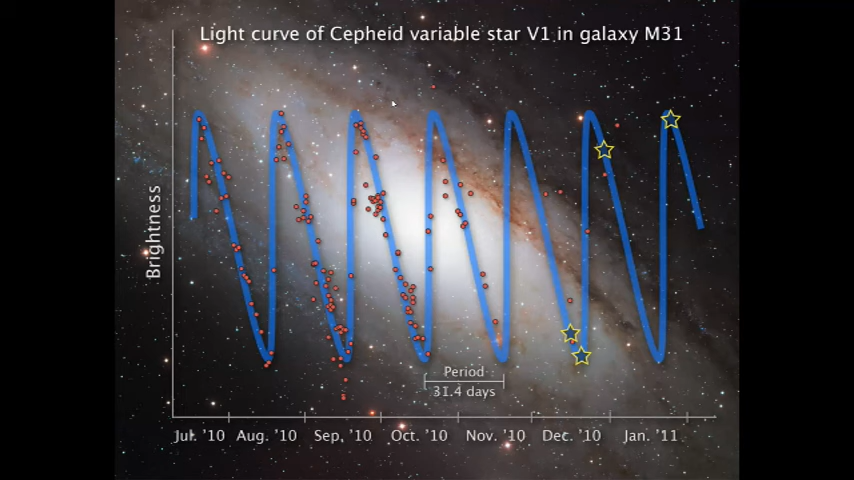 Light curve of Cepheid variable star V1 in galaxy M31
Brightness
Period
31.4 days
Jul. '10 Aug. '10 Sep, '10 Oct. '10 Nov. '10 Dec. '10 Jan. '11